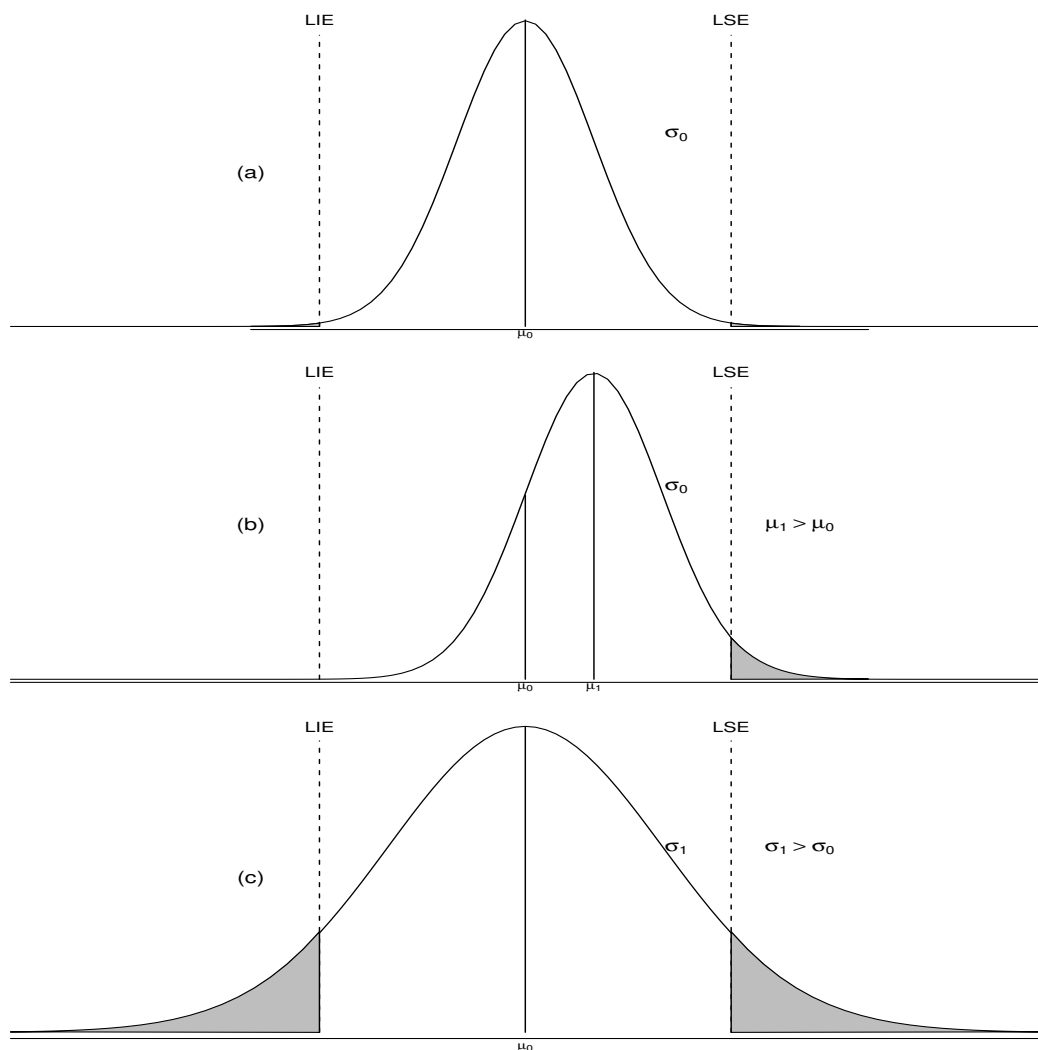 LIE LSE
σ₀
(a)
μ₀
LIE LSE
σ₀
(b) μ₁ > μ₀
μ₀ μ₁
LIE LSE
σ₁ σ₁ > σ₀
(c)
μ₀